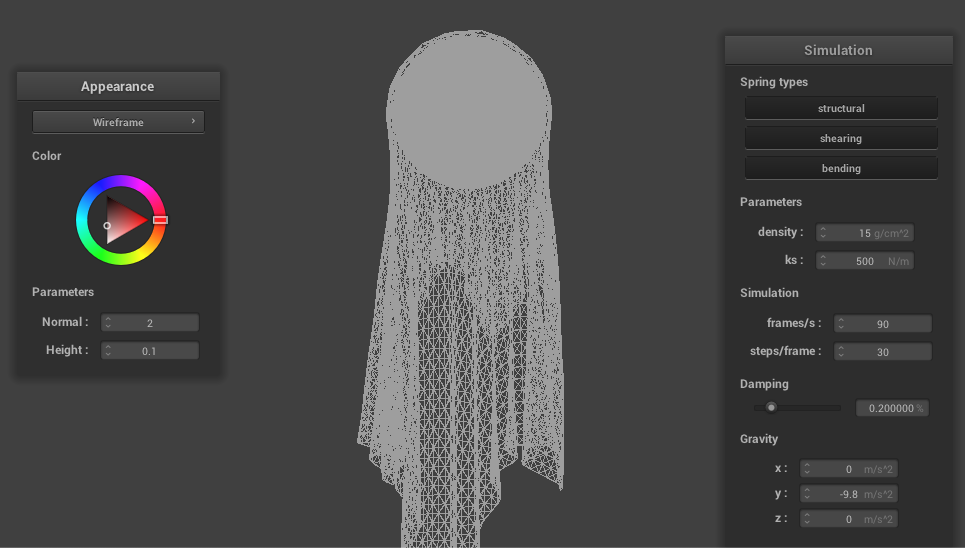 Appearance
Wireframe
Color
Parameters
Normal : 2
Height : 0.1
Simulation
Spring types
structural
shearing
bending
Parameters
density : 15 g/cm^2
ks : 500 N/m
Simulation
frames/s : 90
steps/frame : 30
Damping
0.200000 %
Gravity
x : 0 m/s^2
y : -9.8 m/s^2
z : 0 m/s^2